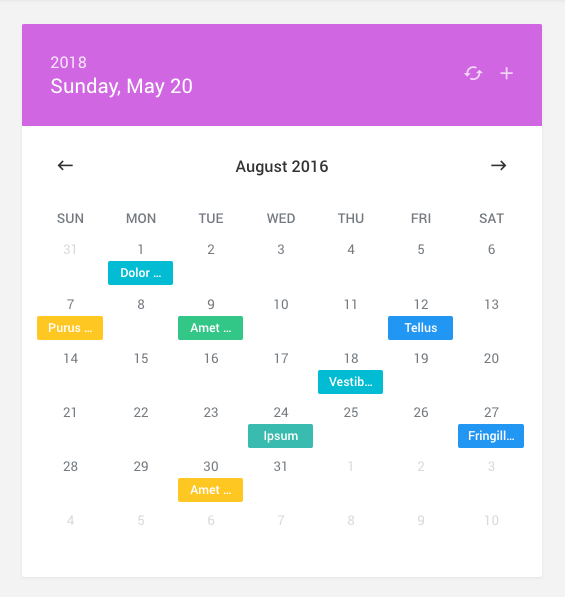 2018
Sunday, May 20
August 2016
SUN MON TUE WED THU FRI SAT
31 1 2 3 4 5 6
Dolor ...
7 8 9 10 11 12 13
Purus ... Amet ... Tellus
14 15 16 17 18 19 20
Vestib...
21 22 23 24 25 26 27
Ipsum Fringill...
28 29 30 31 1 2 3
Amet ...
4 5 6 7 8 9 10